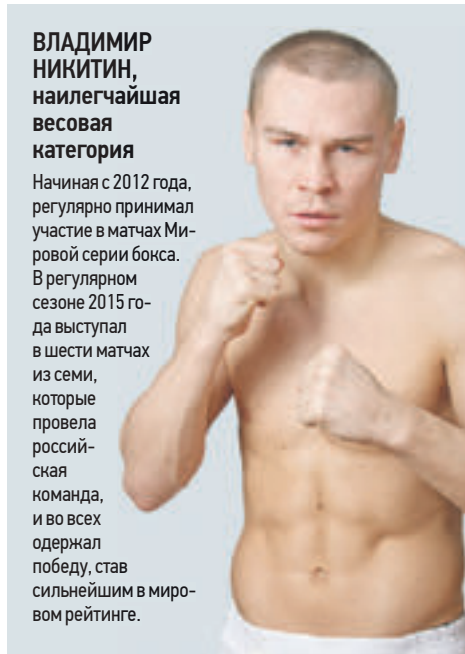 ВЛАДИМИР
НИКИТИН,
наилегчайшая
весовая
категория
Начиная с 2012 года,
регулярно принимал
участие в матчах Ми-
ровой серии бокса.
В регулярном
сезоне 2015 го-
да выступал
в шести матчах
из семи,
которые
провела
россий-
ская
команда,
и во всех
одержал
победу, став
сильнейшим в миро-
вом рейтинге.